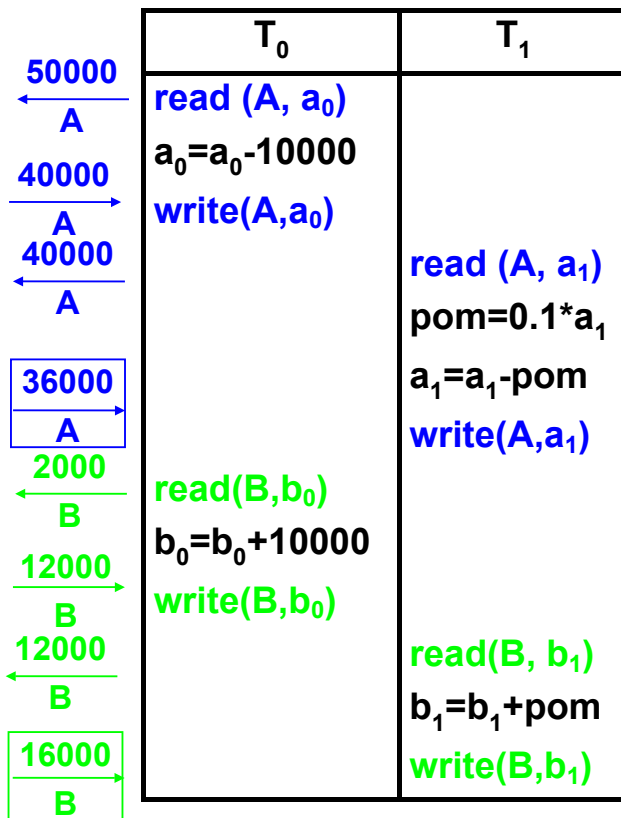 T₀ T₁
50000
A
read (A, a₀)
a₀=a₀-10000
40000
A
write(A,a₀)
40000
A
read (A, a₁)
pom=0.1*a₁
36000
A
a₁=a₁-pom
write(A,a₁)
2000
B
read(B,b₀)
b₀=b₀+10000
12000
B
write(B,b₀)
12000
B
read(B, b₁)
b₁=b₁+pom
16000
B
write(B,b₁)